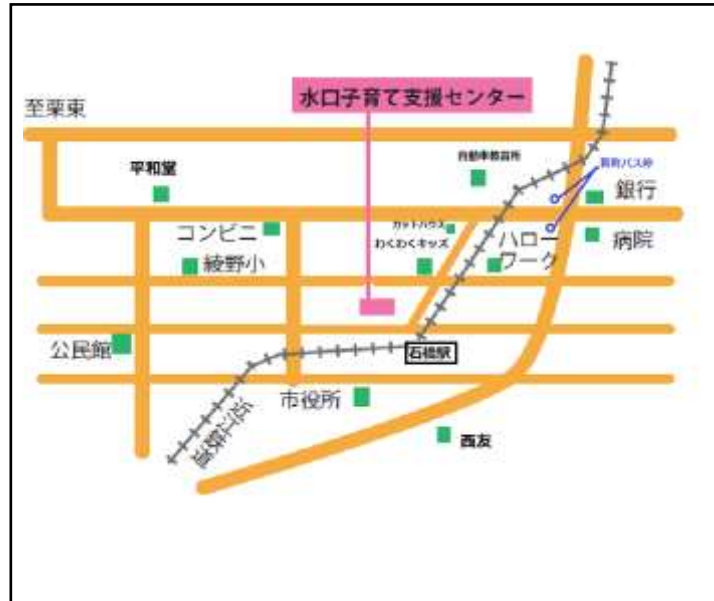 水口子育て支援センター
至栗東
平和堂
自動車教習所
銀行
コンビニ
カットハウス
わくわくキッズ
ハロー
ワーク
病院
綾野小
公民館
石橋駅
市役所
近江鉄道
西友